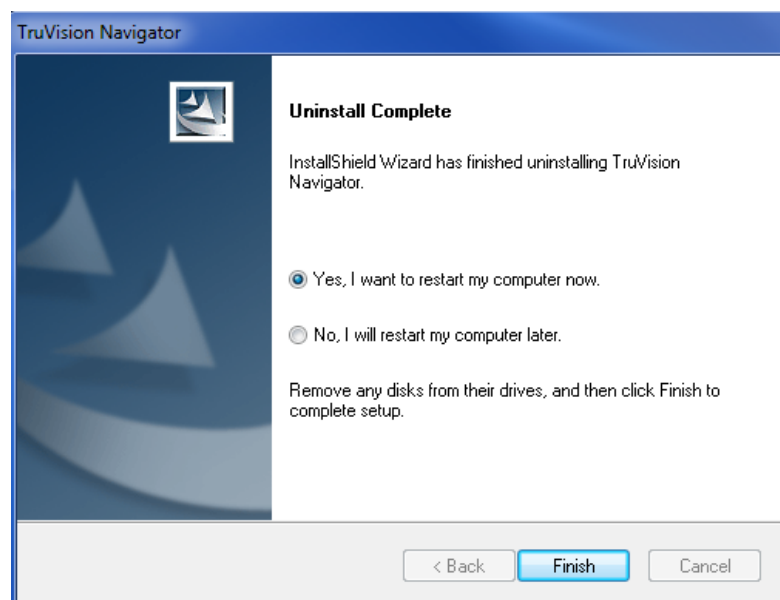 TruVision Navigator
Uninstall Complete
InstallShield Wizard has finished uninstalling TruVision
Navigator.
Yes, I want to restart my computer now.
No, I will restart my computer later.
Remove any disks from their drives, and then click Finish to
complete setup.
< Back
Finish
Cancel